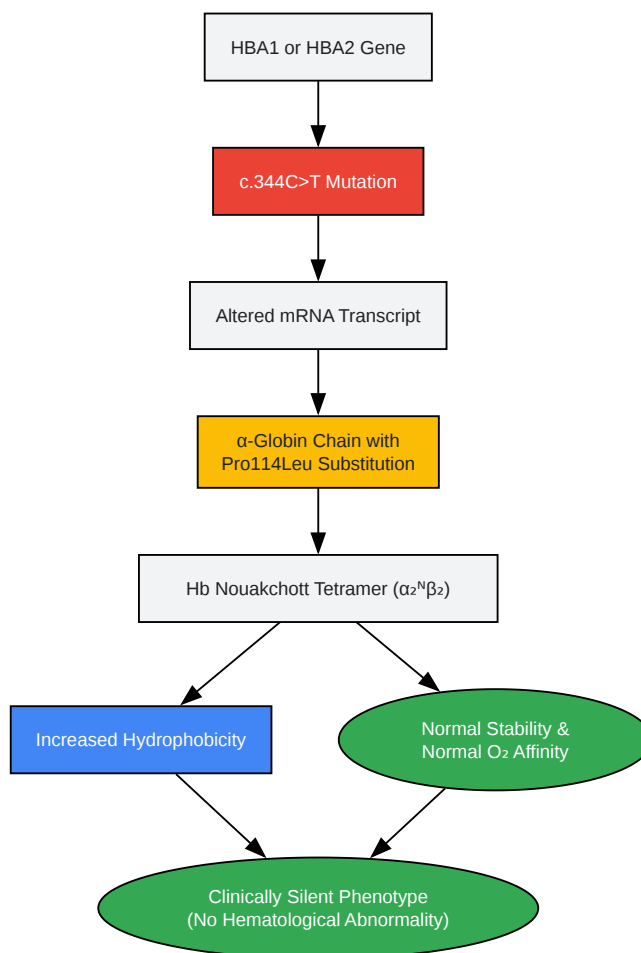 HBA1 or HBA2 Gene
c.344C>T Mutation
Altered mRNA Transcript
α-Globin Chain with
Pro114Leu Substitution
Hb Nouakchott Tetramer (α₂ᴺβ₂)
Increased Hydrophobicity
Normal Stability &
Normal O₂ Affinity
Clinically Silent Phenotype
(No Hematological Abnormality)